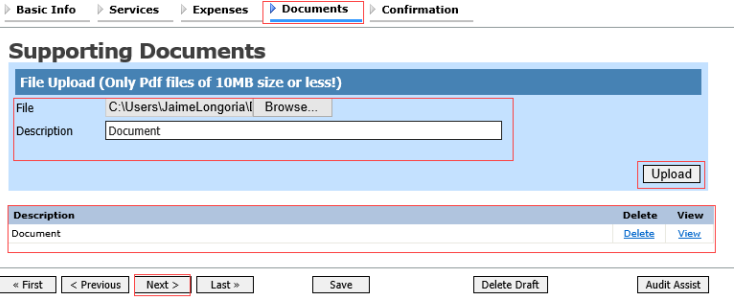 Basic Info Services Expenses Documents Confirmation
Supporting Documents
File Upload (Only Pdf files of 10MB size or less!)
File C:\Users\JaimeLongoria\ Browse...
Description Document
Upload
Description Delete View
Document Delete View
« First < Previous Next > Last » Save Delete Draft Audit Assist